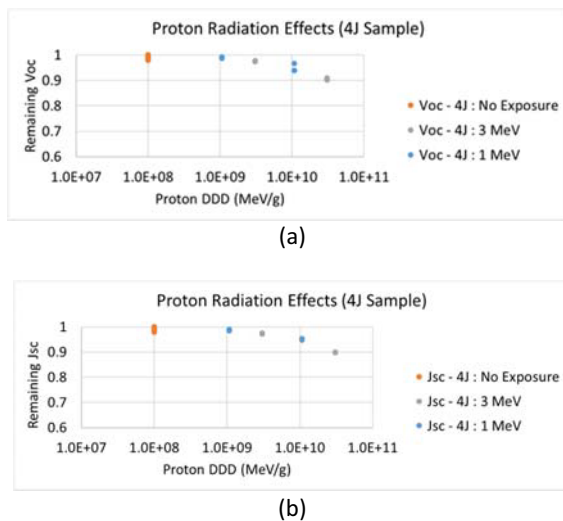 Proton Radiation Effects (4J Sample)
Remaining Voc
1
0.9
0.8
0.7
0.6
1.0E+07 1.0E+08 1.0E+09 1.0E+10 1.0E+11
Proton DDD (MeV/g)
Voc - 4J : No Exposure
Voc - 4J : 3 MeV
Voc - 4J : 1 MeV
(a)
Proton Radiation Effects (4J Sample)
Remaining Jsc
1
0.9
0.8
0.7
0.6
1.0E+07 1.0E+08 1.0E+09 1.0E+10 1.0E+11
Proton DDD (MeV/g)
Jsc - 4J : No Exposure
Jsc - 4J : 3 MeV
Jsc - 4J : 1 MeV
(b)